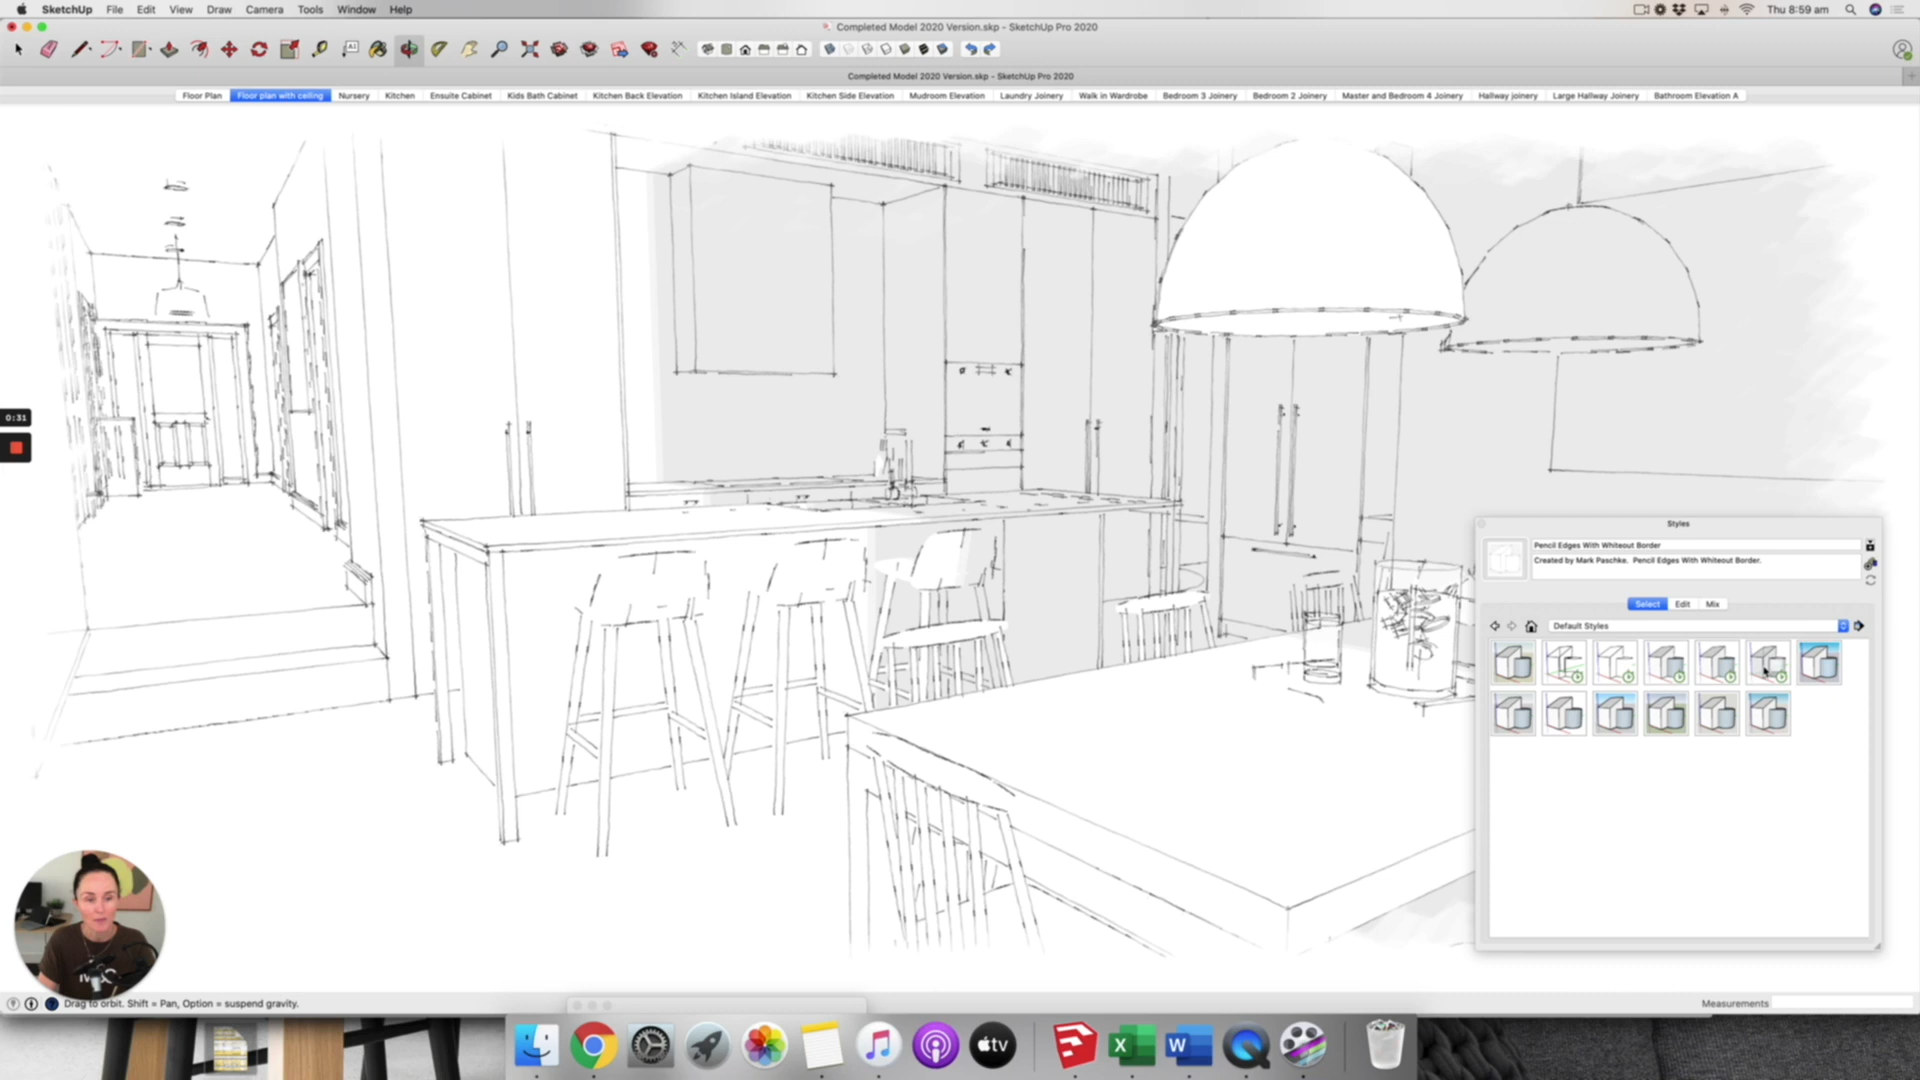 SketchUp File Edit View Draw Camera Tools Window Help
Thu 8:59 am
Completed Model 2020 Version.skp - SketchUp Pro 2020
Completed Model 2020 Version.skp - SketchUp Pro 2020
Floor Plan Floor plan with ceiling Nursery Kitchen Ensuite Cabinet Kids Bath Cabinet Kitchen Back Elevation Kitchen Island Elevation Kitchen Side Elevation Mudroom Elevation Laundry Joinery Walk in Wardrobe Bedroom 3 Joinery Bedroom 2 Joinery Master and Bedroom 4 Joinery Hallway joinery Large Hallway Joinery Bathroom Elevation A
0:31
Styles
Pencil Edges With Whiteout Border
Created by Mark Paschke. Pencil Edges With Whiteout Border.
Select Edit Mix
Default Styles
Drag to orbit. Shift = Pan, Option = suspend gravity.
Measurements
tv
X
W